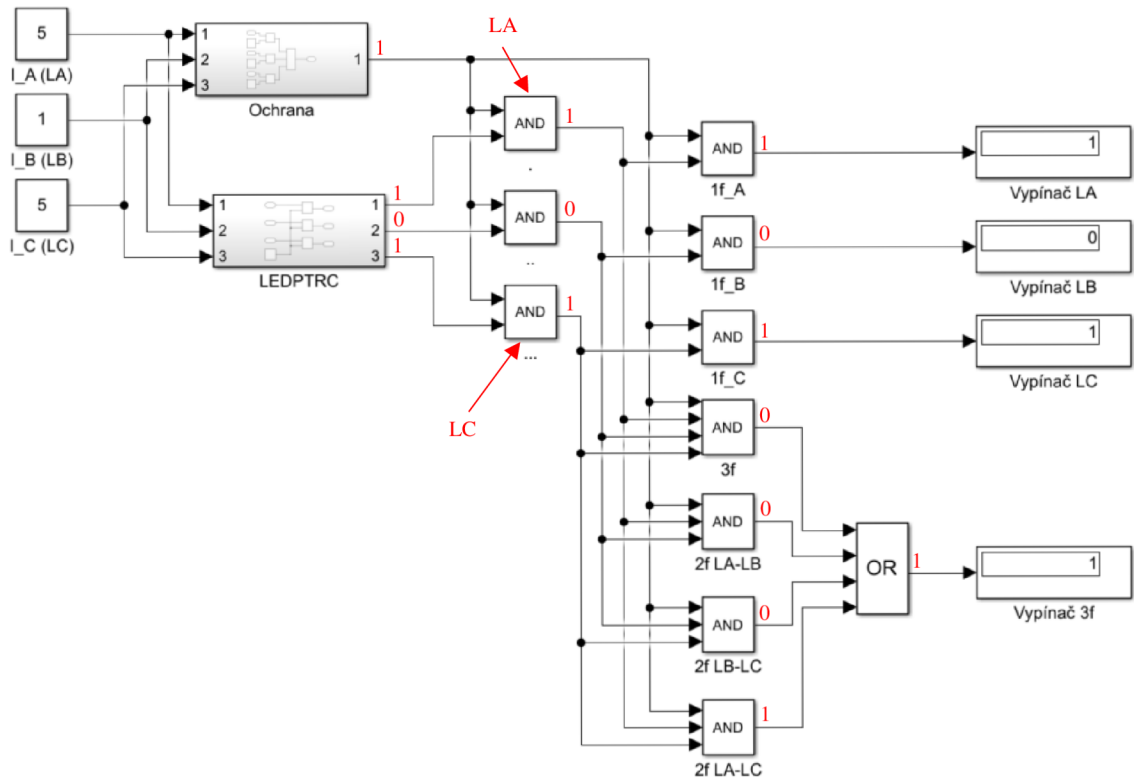 5
I_A (LA)
1
I_B (LB)
5
I_C (LC)
1
2
3
1
Ochrana
1
1
2
3
1
2
3
LEDPTRC
1
0
1
LA
AND
1
.
AND
0
..
AND
1
...
LC
AND
1
1f_A
AND
0
1f_B
AND
1
1f_C
AND
0
3f
AND
0
2f LA-LB
AND
0
2f LB-LC
AND
1
2f LA-LC
OR
1
1
Vypínač LA
0
Vypínač LB
1
Vypínač LC
1
Vypínač 3f